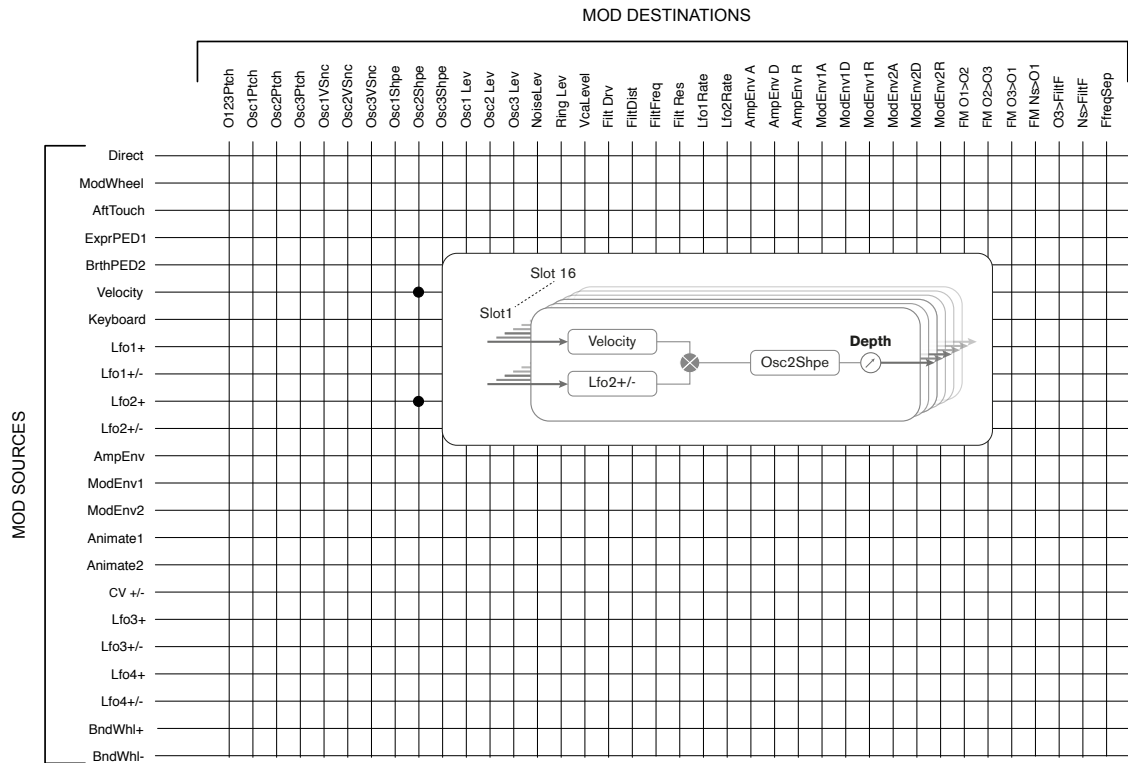 MOD DESTINATIONS
O123Ptch
Osc1Ptch
Osc2Ptch
Osc3Ptch
Osc1VSnc
Osc2VSnc
Osc3VSnc
Osc1Shpe
Osc2Shpe
Osc3Shpe
Osc1 Lev
Osc2 Lev
Osc3 Lev
NoiseLev
Ring Lev
VcaLevel
Filt Drv
FiltDist
FiltFreq
Filt Res
Lfo1Rate
Lfo2Rate
AmpEnv A
AmpEnv D
AmpEnv R
ModEnv1A
ModEnv1D
ModEnv1R
ModEnv2A
ModEnv2D
ModEnv2R
FM O1>O2
FM O2>O3
FM O3>O1
FM Ns>O1
O3>FiltF
Ns>FiltF
FfreqSep
MOD SOURCES
Direct
ModWheel
AftTouch
ExprPED1
BrthPED2
Velocity
Keyboard
Lfo1+
Lfo1+/-
Lfo2+
Lfo2+/-
AmpEnv
ModEnv1
ModEnv2
Animate1
Animate2
CV +/-
Lfo3+
Lfo3+/-
Lfo4+
Lfo4+/-
BndWhl+
BndWhl-
Slot 16
Slot1
Velocity
Lfo2+/-
Osc2Shpe
Depth